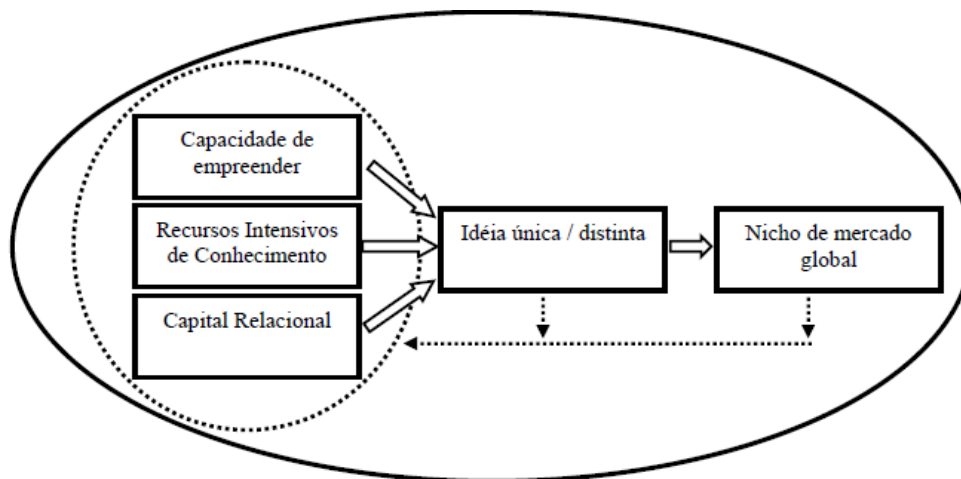 Capacidade de
empreender
Recursos Intensivos
de Conhecimento
Capital Relacional
Idéia única / distinta
Nicho de mercado
global